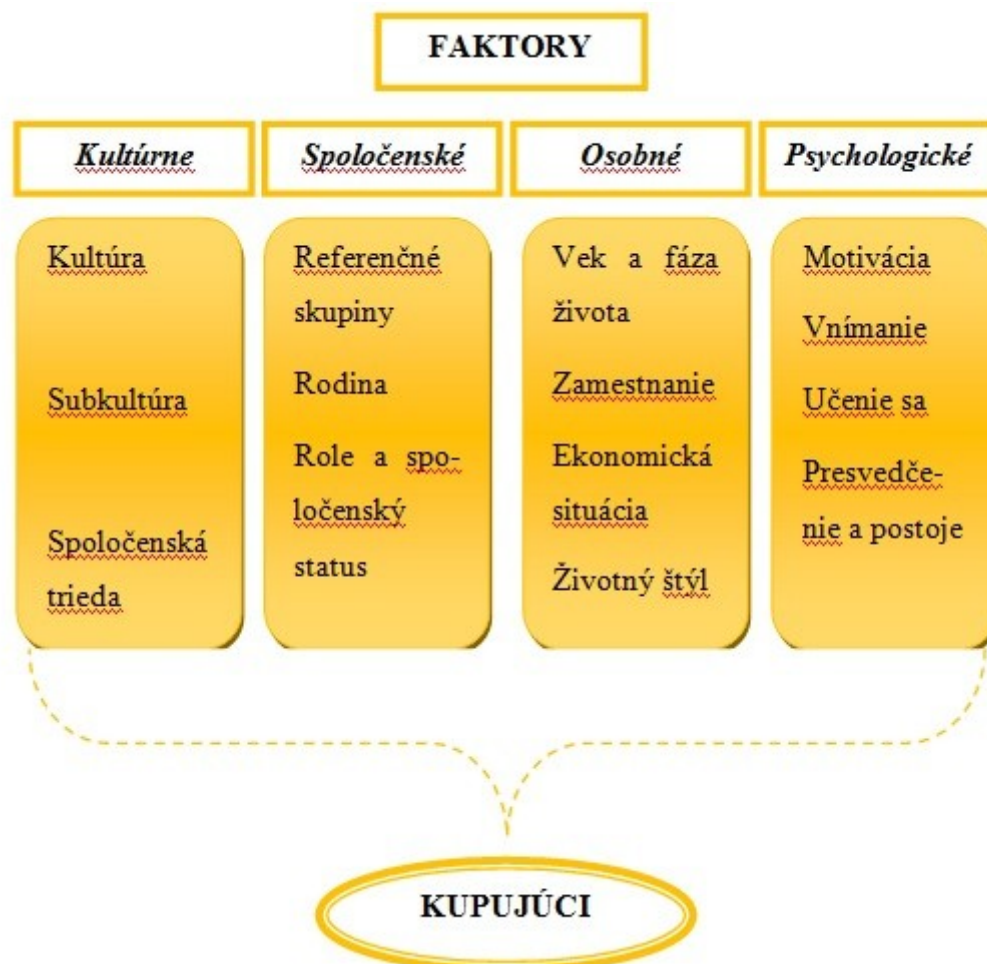 FAKTORY
Kultúrne
Spoločenské
Osobné
Psychologické
Kultúra
Subkultúra
Spoločenská
trieda
Referenčné
skupiny
Rodina
Role a spo-
ločenský
status
Vek a fáza
života
Zamestnanie
Ekonomická
situácia
Životný štýl
Motivácia
Vnímanie
Učenie sa
Presvedče-
nie a postoje
KUPUJÚCI